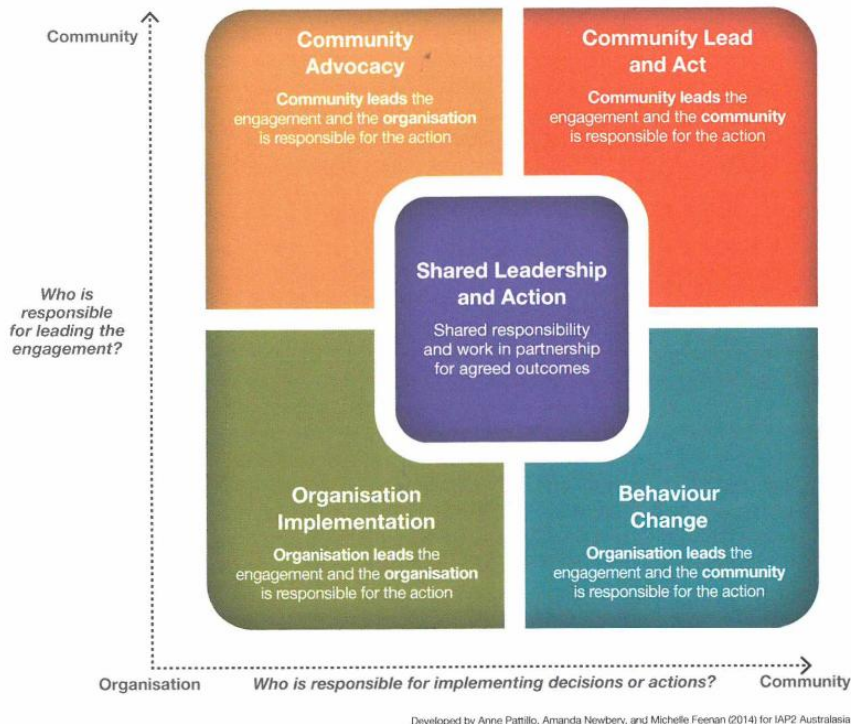 Community
Community
Advocacy
Community leads the
engagement and the organisation
is responsible for the action
Community Lead
and Act
Community leads the
engagement and the community
is responsible for the action
Who is
responsible
for leading the
engagement?
Shared Leadership
and Action
Shared responsibility
and work in partnership
for agreed outcomes
Organisation
Implementation
Organisation leads the
engagement and the organisation
is responsible for the action
Behaviour
Change
Organisation leads the
engagement and the community
is responsible for the action
Organisation
Who is responsible for implementing decisions or actions?
Community
Developed by Anne Pattillo, Amanda Newbery, and Michelle Feenan (2014) for IAP2 Australasia